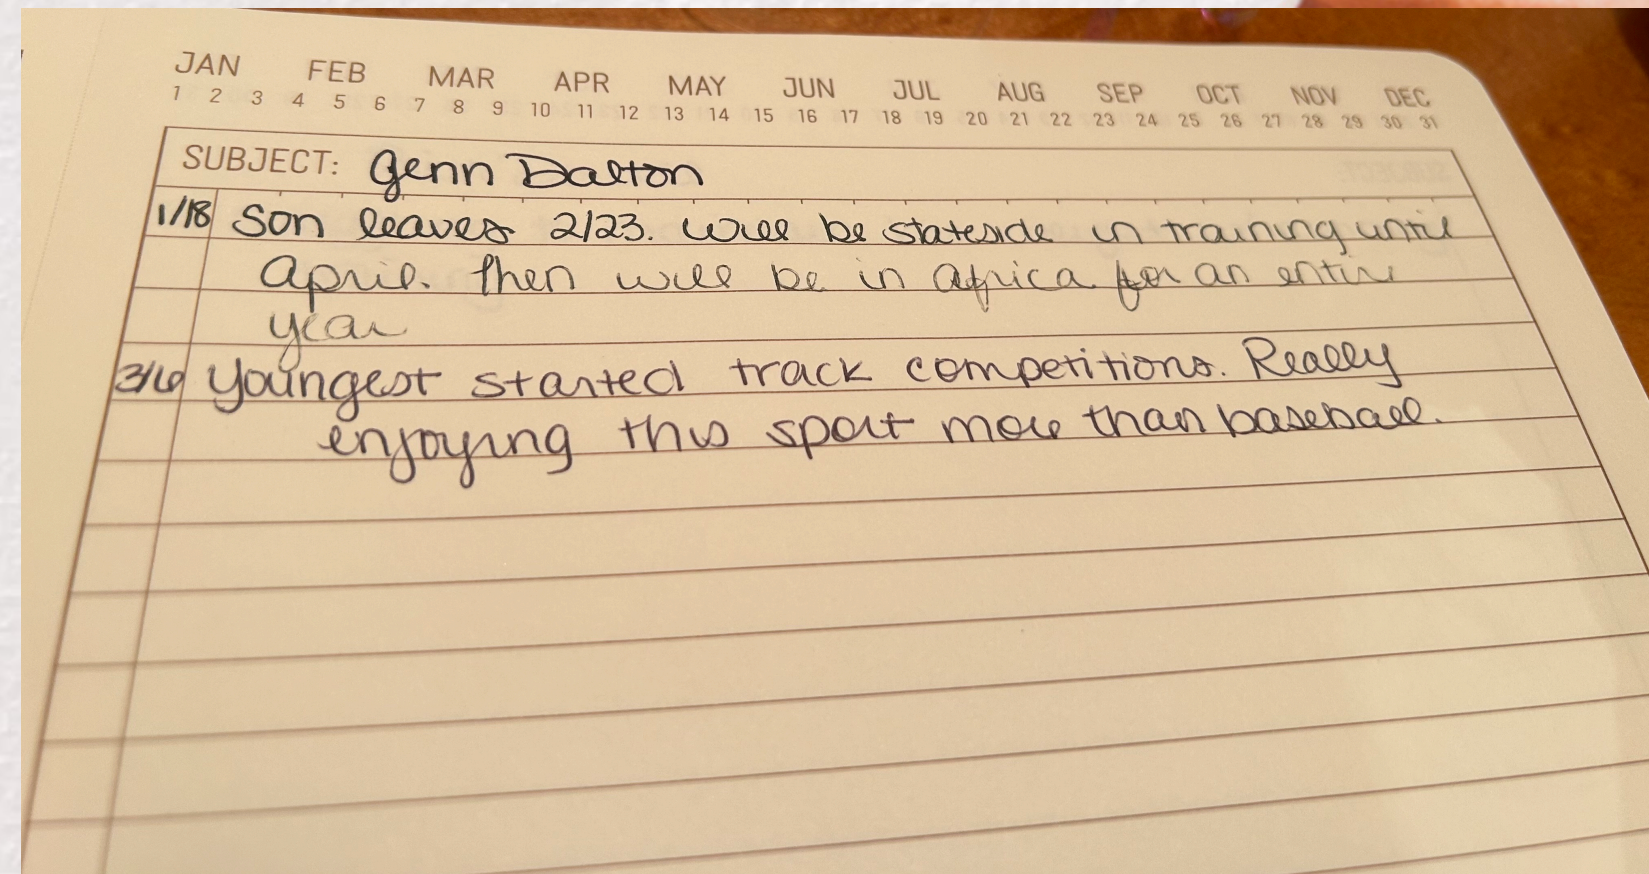 JAN FEB MAR APR MAY JUN JUL AUG SEP OCT NOV DEC
1 2 3 4 5 6 7 8 9 10 11 12 13 14 15 16 17 18 19 20 21 22 23 24 25 26 27 28 29 30 31
SUBJECT: Genn Dalton
1/18 Son leaves 2/23. Will be stateside in training until
April. Then will be in Africa for an entire
year
3/6 Youngest started track competitions. Really
enjoying this sport more than baseball.